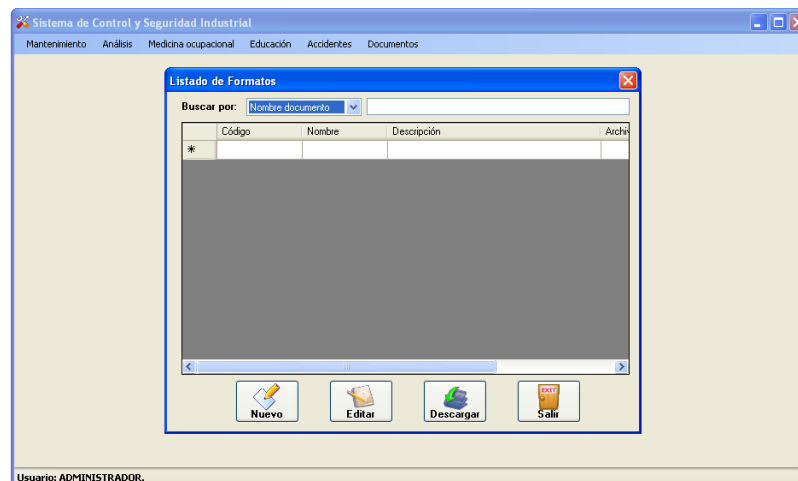 Sistema de Control y Seguridad Industrial
Mantenimiento Análisis Medicina ocupacional Educación Accidentes Documentos
Listado de Formatos
Buscar por: Nombre documento
Código Nombre Descripción Archiv
Nuevo Editar Descargar Salir
EXIT
Usuario: ADMINISTRADOR.